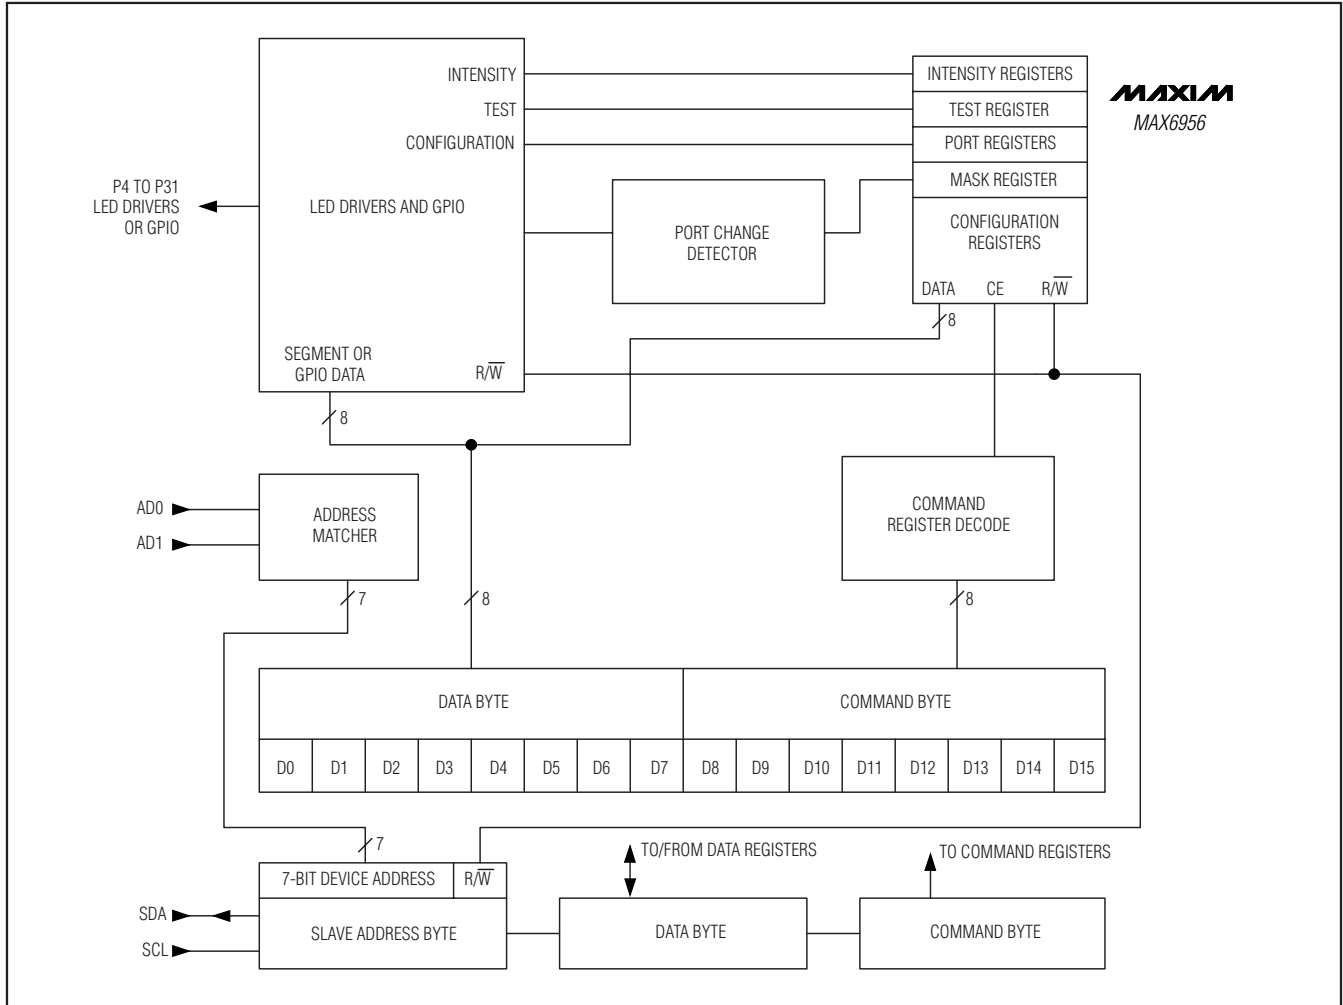 INTENSITY
TEST
CONFIGURATION
LED DRIVERS AND GPIO
P4 TO P31
LED DRIVERS
OR GPIO
SEGMENT OR
GPIO DATA
R/W
8
INTENSITY REGISTERS
TEST REGISTER
PORT REGISTERS
MASK REGISTER
CONFIGURATION
REGISTERS
DATA CE R/W
8
MAXIM
MAX6956
PORT CHANGE
DETECTOR
AD0
AD1
ADDRESS
MATCHER
7
8
COMMAND
REGISTER DECODE
8
DATA BYTE COMMAND BYTE
D0 D1 D2 D3 D4 D5 D6 D7 D8 D9 D10 D11 D12 D13 D14 D15
7
7-BIT DEVICE ADDRESS R/W
SLAVE ADDRESS BYTE
SDA
SCL
TO/FROM DATA REGISTERS
DATA BYTE
TO COMMAND REGISTERS
COMMAND BYTE